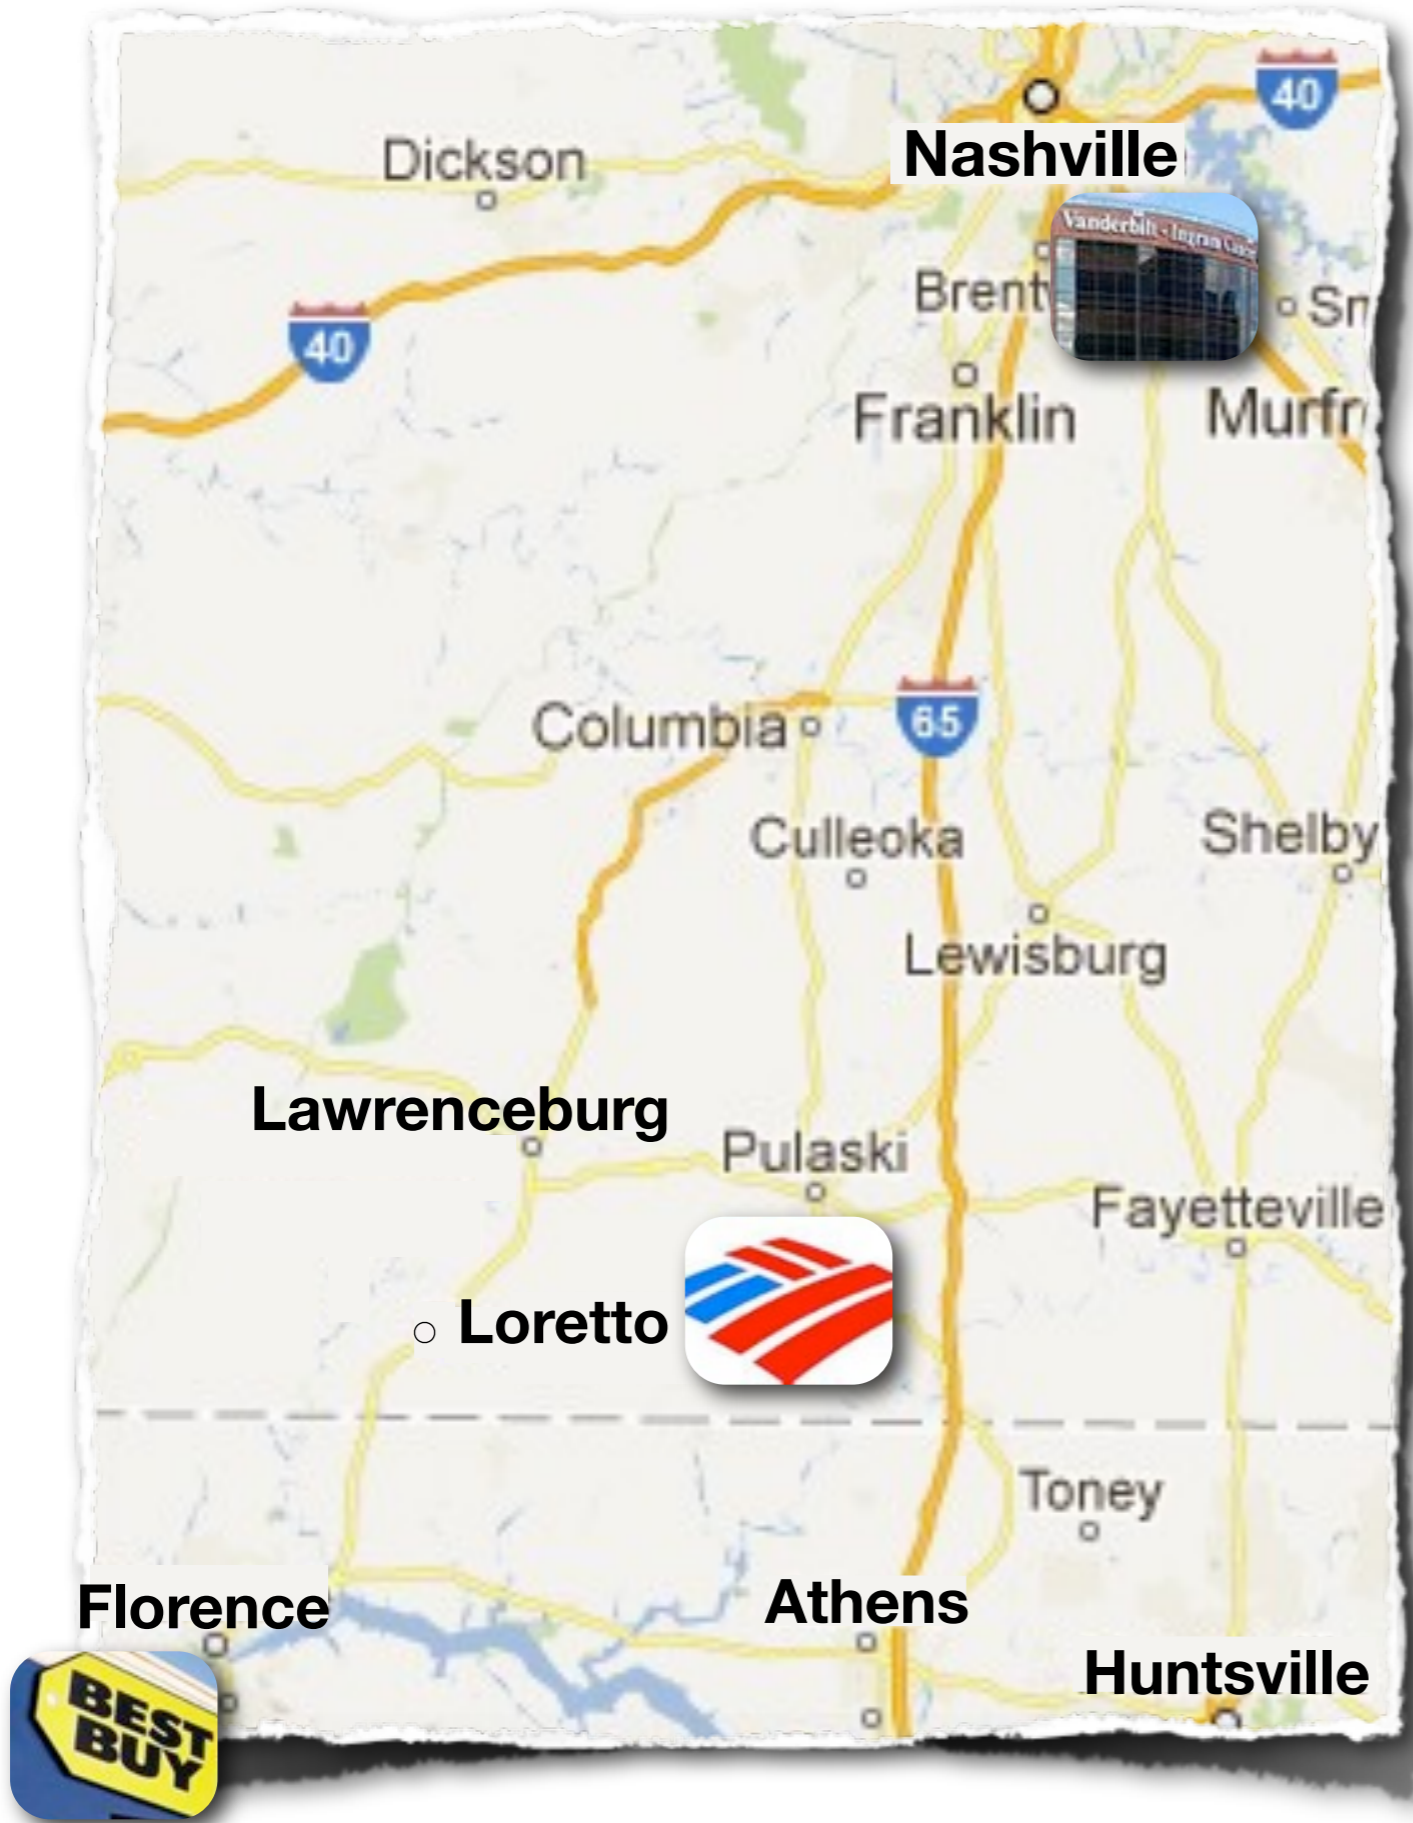 40
Nashville
Dickson
Vanderbilt - Ingram
Brent
Sn
40
Franklin
Murfr
Columbia
65
Culleoka
Shelby
Lewisburg
Lawrenceburg
Pulaski
Fayetteville
Loretto
Toney
Florence
Athens
Huntsville
BEST
BUY